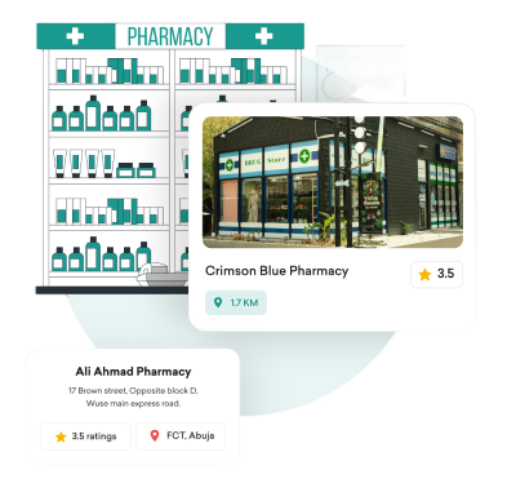 PHARMACY
DRUG Store
Crimson Blue Pharmacy
3.5
1.7 KM
Ali Ahmad Pharmacy
17 Brown street, Opposite block D,
Wuse main express road.
3.5 ratings
FCT, Abuja